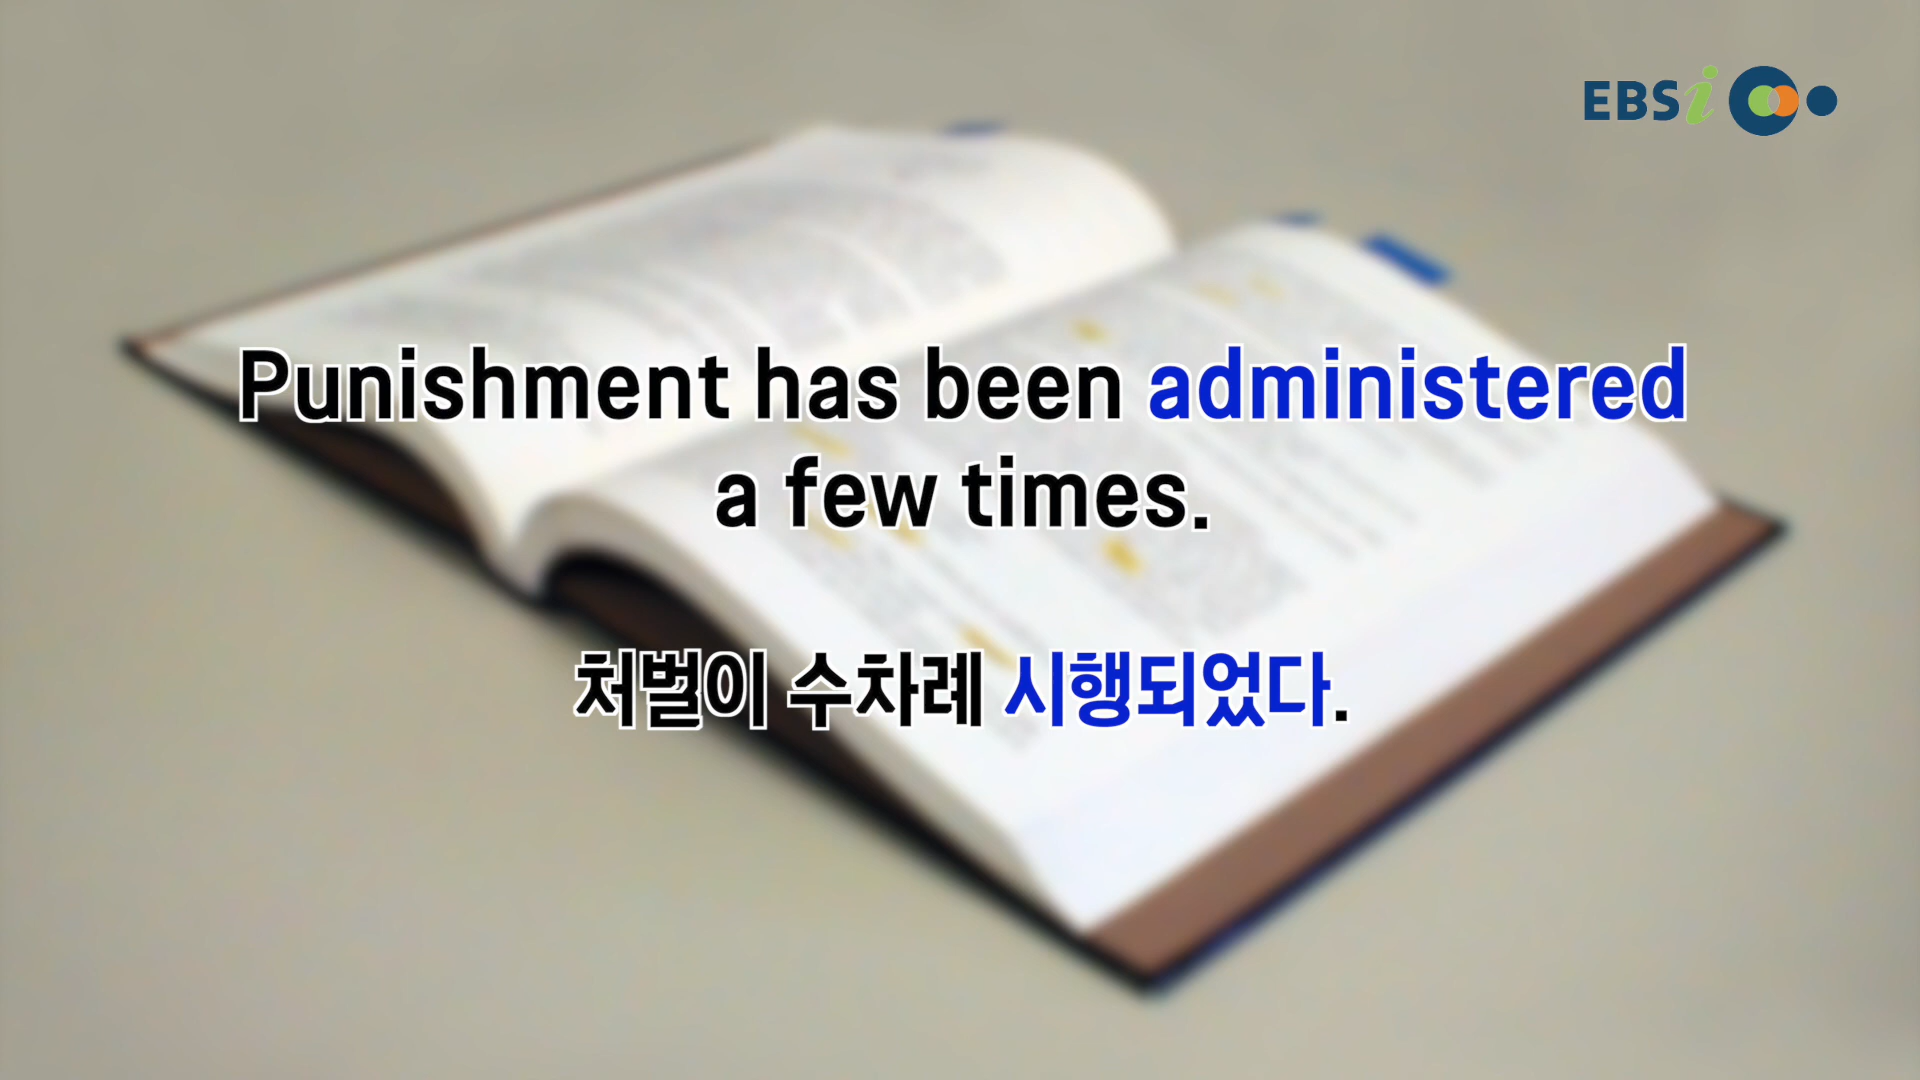 EBSi
Punishment has been administered
a few times.
처벌이 수차례 시행되었다.